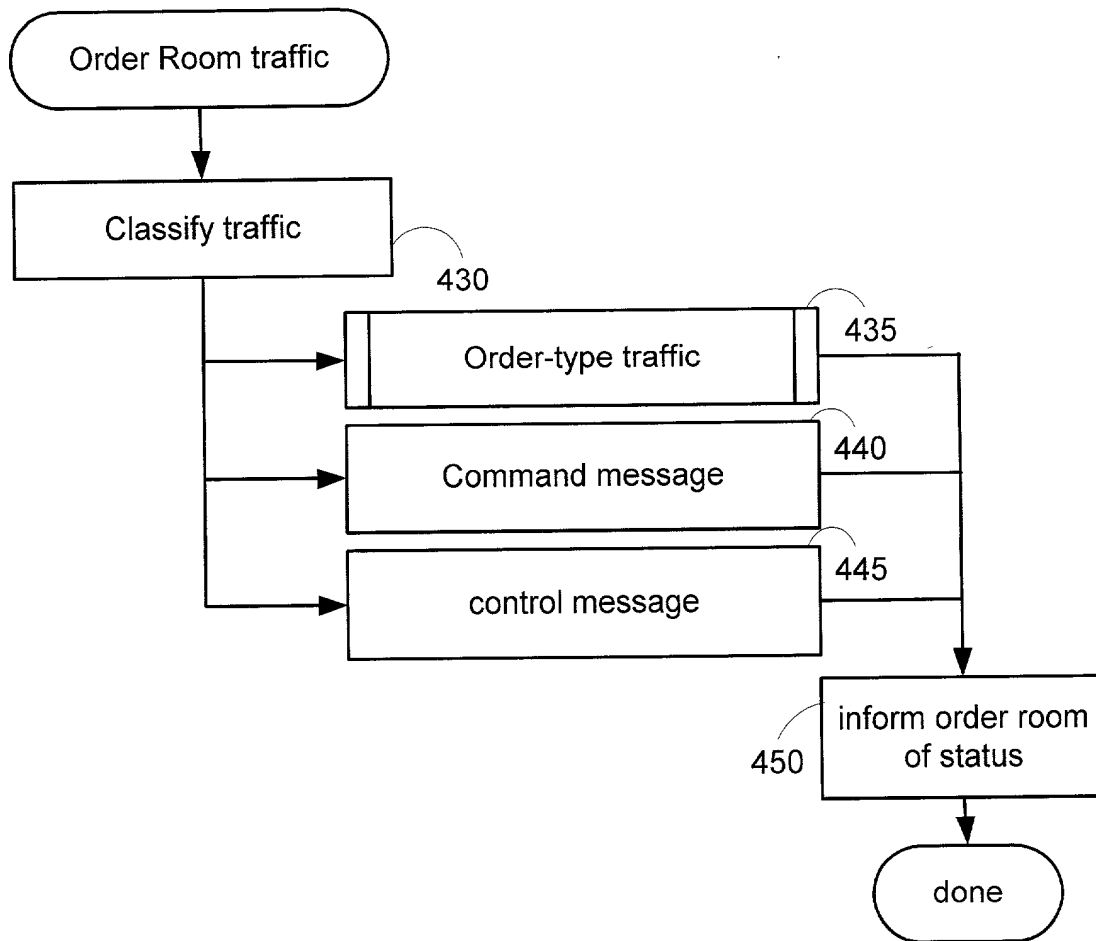 Order Room traffic
Classify traffic
430
435
Order-type traffic
440
Command message
445
control message
inform order room
of status
450
done